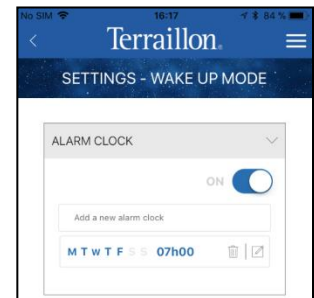 No SIM 16:17 84 %
Terraillon.
SETTINGS - WAKE UP MODE
ALARM CLOCK
ON
Add a new alarm clock
M T W T F S S 07h00